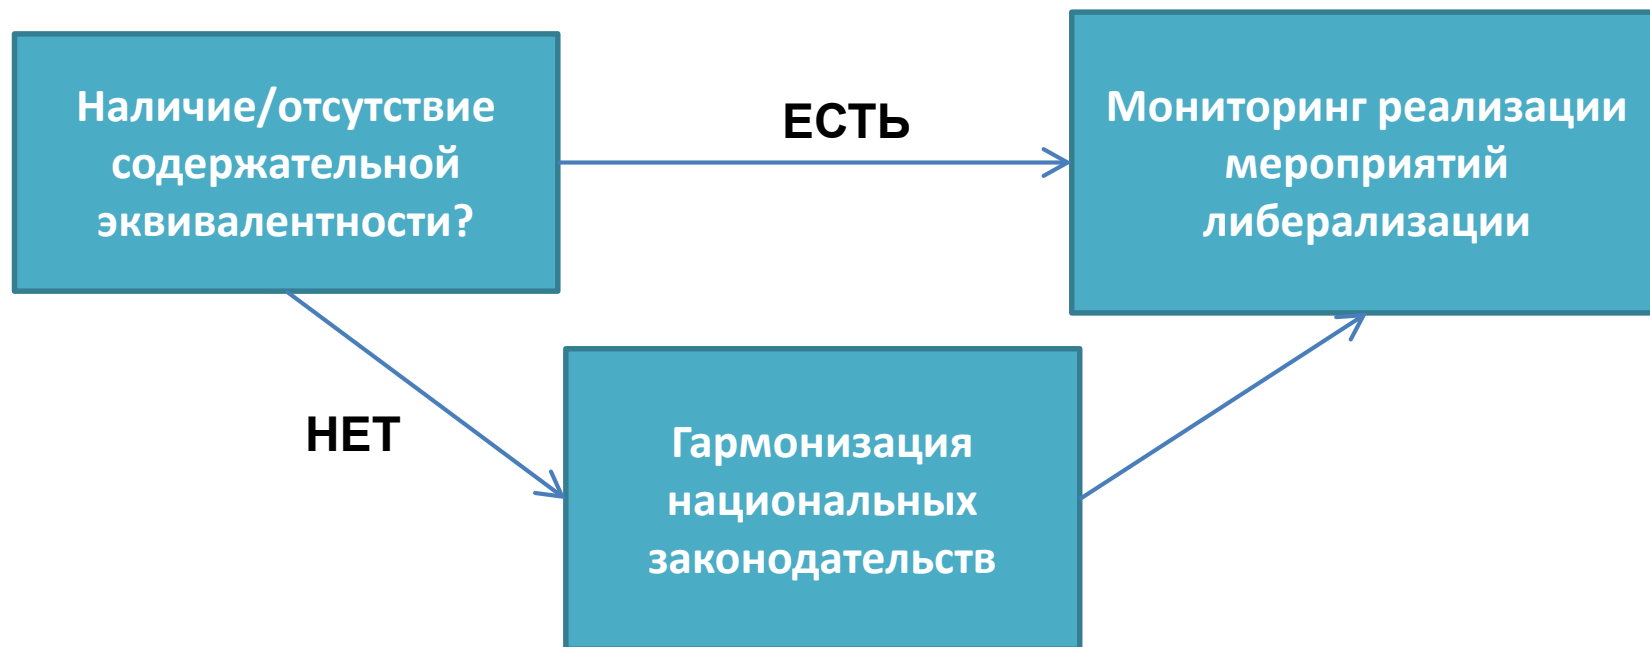 Наличие/отсутствие
содержательной
эквивалентности?
ЕСТЬ
Мониторинг реализации
мероприятий
либерализации
НЕТ
Гармонизация
национальных
законодательств